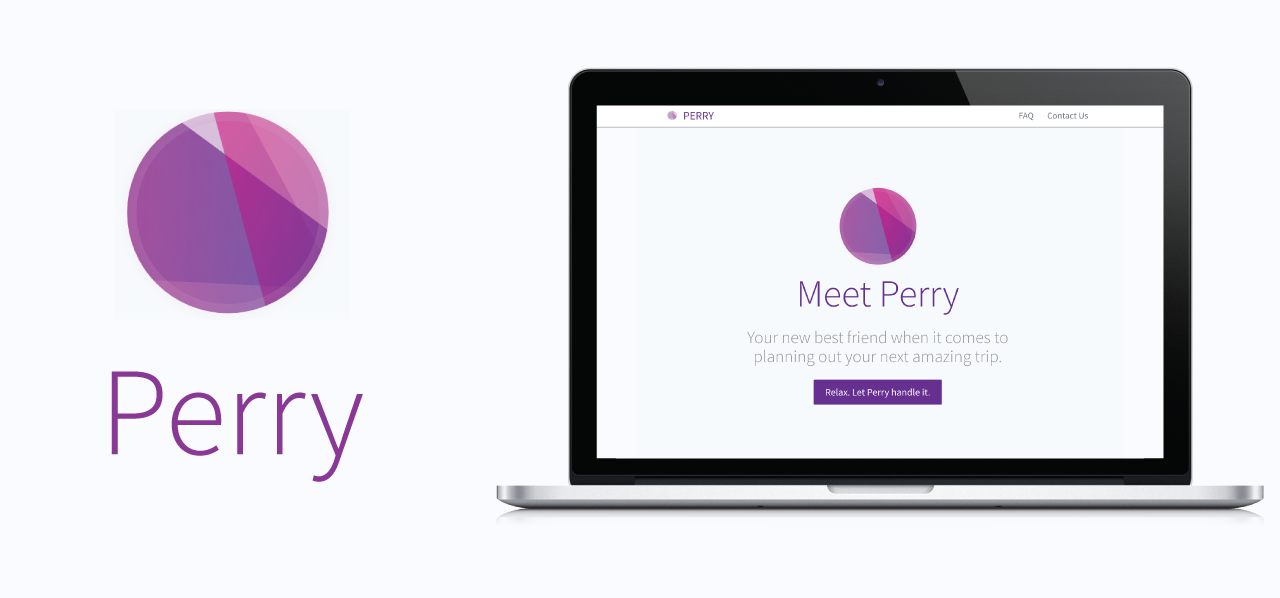 Perry
PERRY
FAQ
Contact Us
Meet Perry
Your new best friend when it comes to
planning out your next amazing trip.
Relax. Let Perry handle it.